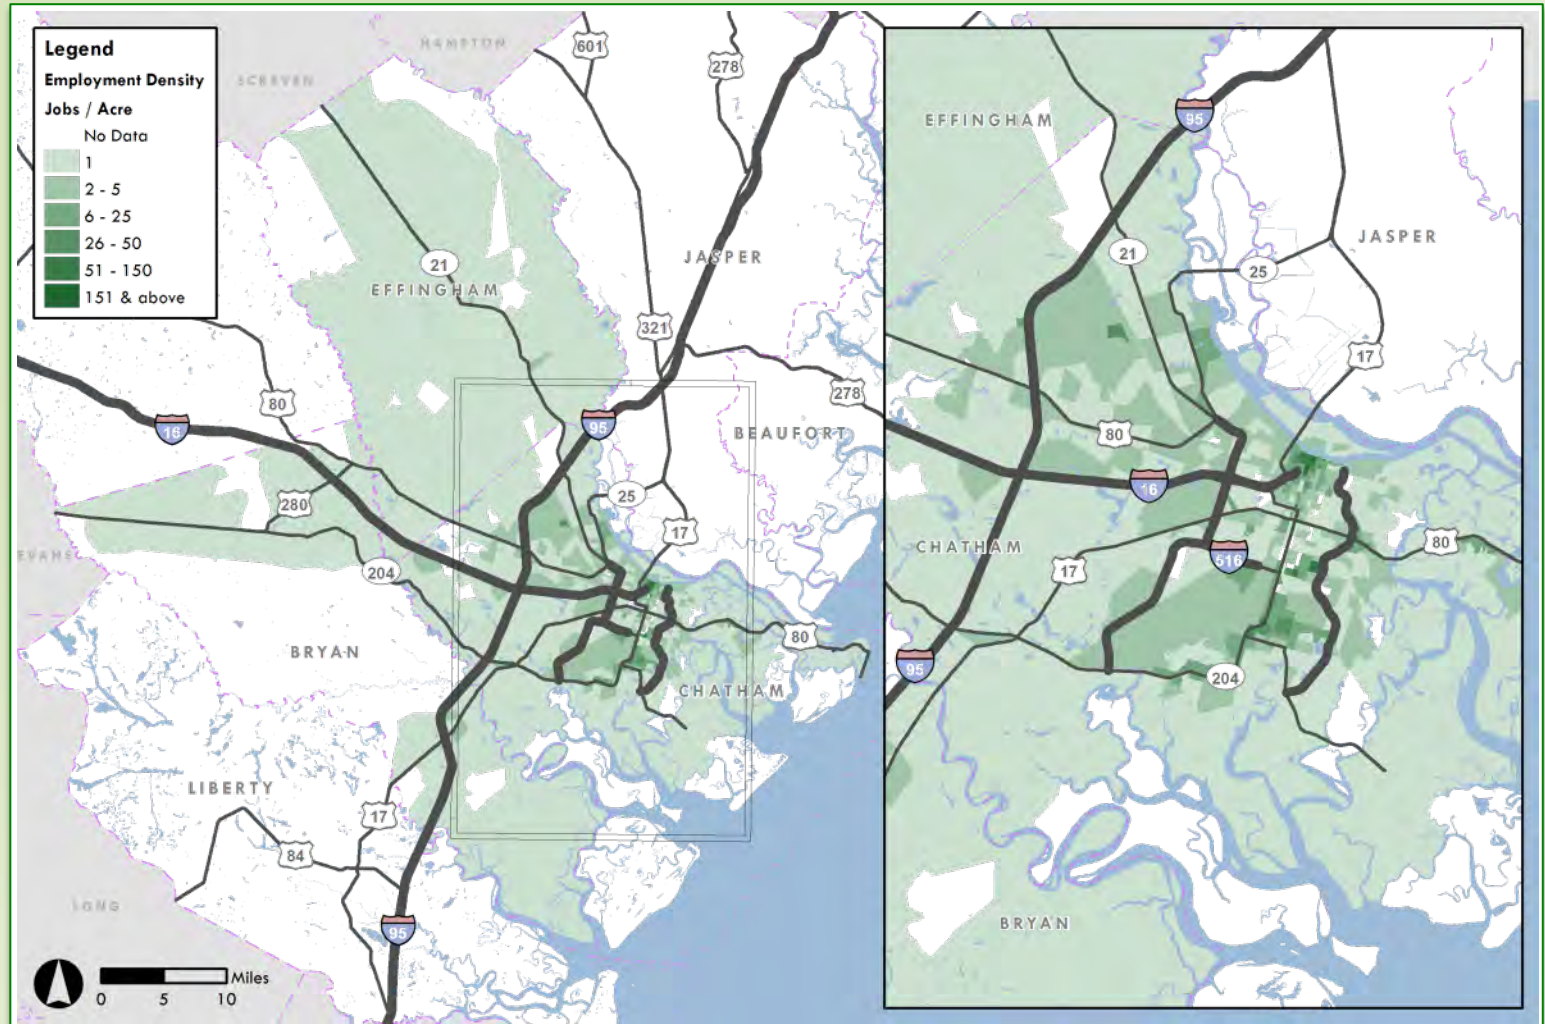 Legend
Employment Density
Jobs / Acre
No Data
1
2 - 5
6 - 25
26 - 50
51 - 150
151 & above
HAMPTON
SCREVEN
601
278
21
EFFINGHAM
JASPER
321
278
80
16
95
BEAUFORT
25
280
17
EVANS
204
80
BRYAN
CHATHAM
LIBERTY
17
84
LONG
95
Miles
0 5 10
95
EFFINGHAM
21
JASPER
25
17
80
16
CHATHAM
80
516
17
95
204
BRYAN